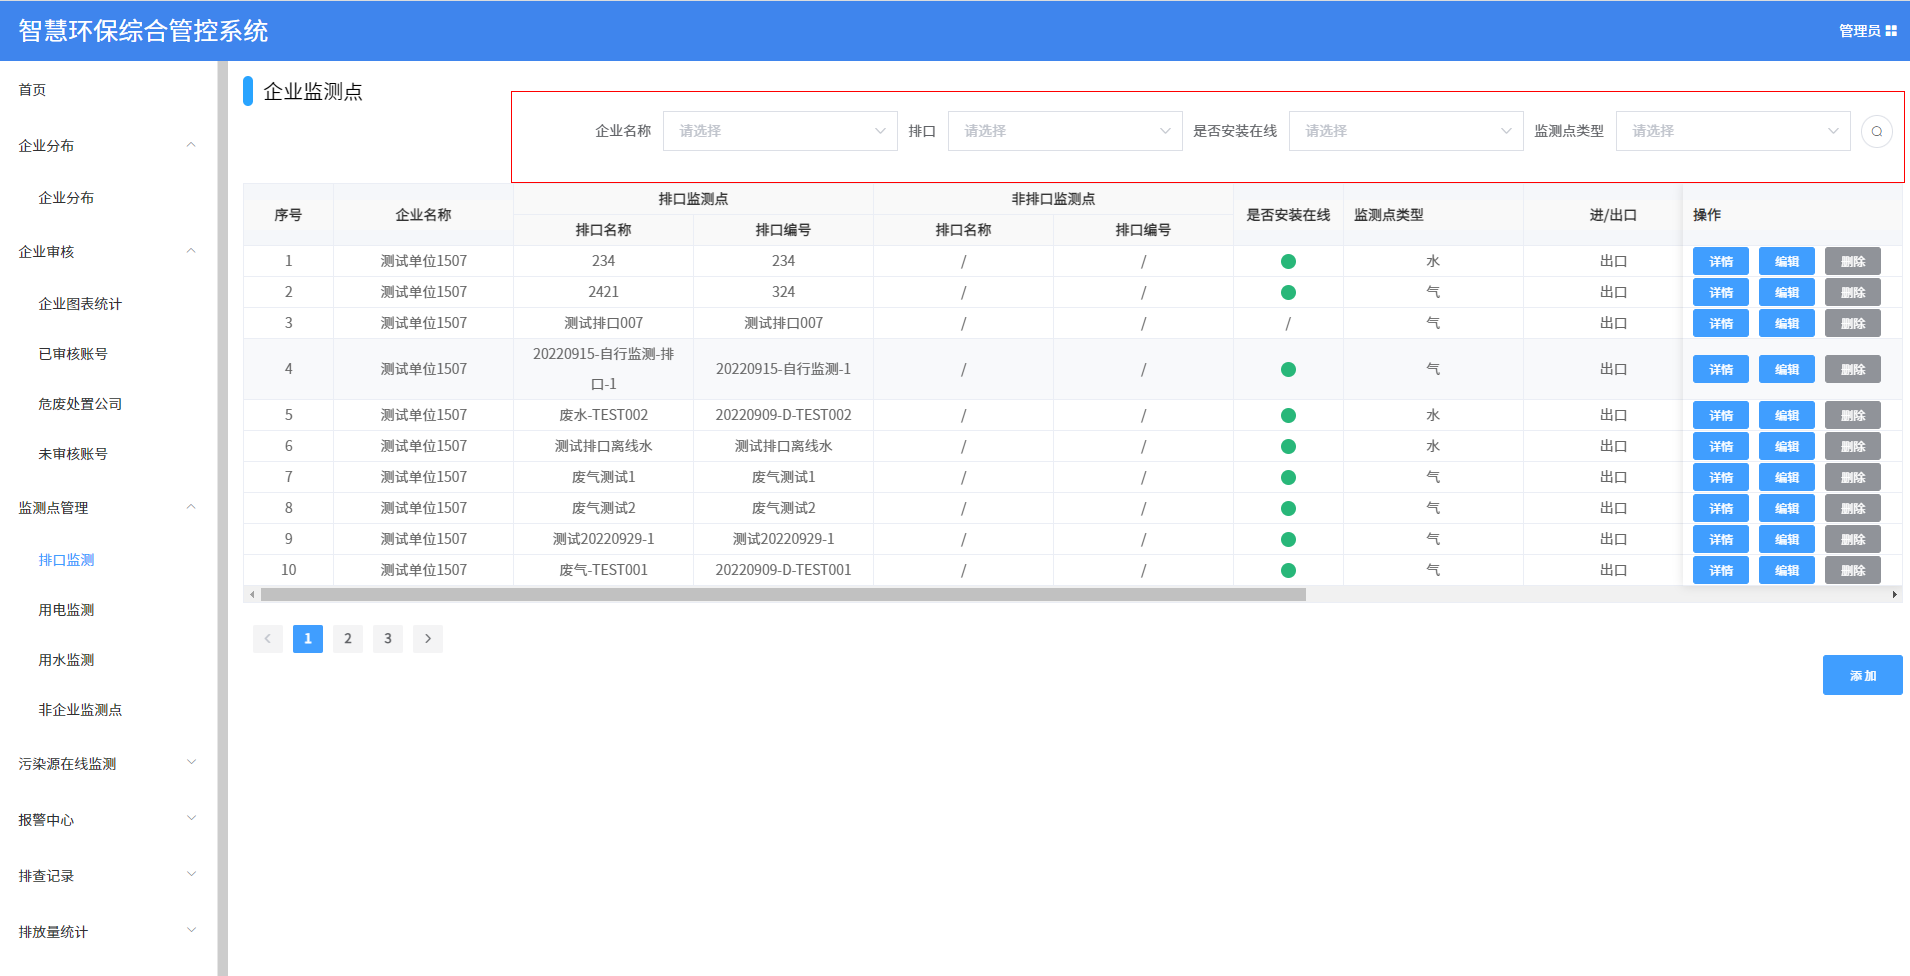 智慧环保综合管控系统
管理员
首页
企业分布
企业分布
企业审核
企业图表统计
已审核账号
危废处置公司
未审核账号
监测点管理
排口监测
用电监测
用水监测
非企业监测点
污染源在线监测
报警中心
排查记录
排放量统计
企业监测点
企业名称 请选择 排口 请选择 是否安装在线 请选择 监测点类型 请选择
序号 企业名称 排口监测点 非排口监测点 是否安装在线 监测点类型 进/出口 操作
排口名称 排口编号 排口名称 排口编号
1 测试单位1507 234 234 / / 水 出口 详情 编辑 删除
2 测试单位1507 2421 324 / / 气 出口 详情 编辑 删除
3 测试单位1507 测试排口007 测试排口007 / / / 气 出口 详情 编辑 删除
4 测试单位1507 20220915-自行监测-排
口-1 20220915-自行监测-1 / / 气 出口 详情 编辑 删除
5 测试单位1507 废水-TEST002 20220909-D-TEST002 / / 水 出口 详情 编辑 删除
6 测试单位1507 测试排口离线水 测试排口离线水 / / 水 出口 详情 编辑 删除
7 测试单位1507 废气测试1 废气测试1 / / 气 出口 详情 编辑 删除
8 测试单位1507 废气测试2 废气测试2 / / 气 出口 详情 编辑 删除
9 测试单位1507 测试20220929-1 测试20220929-1 / / 气 出口 详情 编辑 删除
10 测试单位1507 废气-TEST001 20220909-D-TEST001 / / 气 出口 详情 编辑 删除
1 2 3
添加